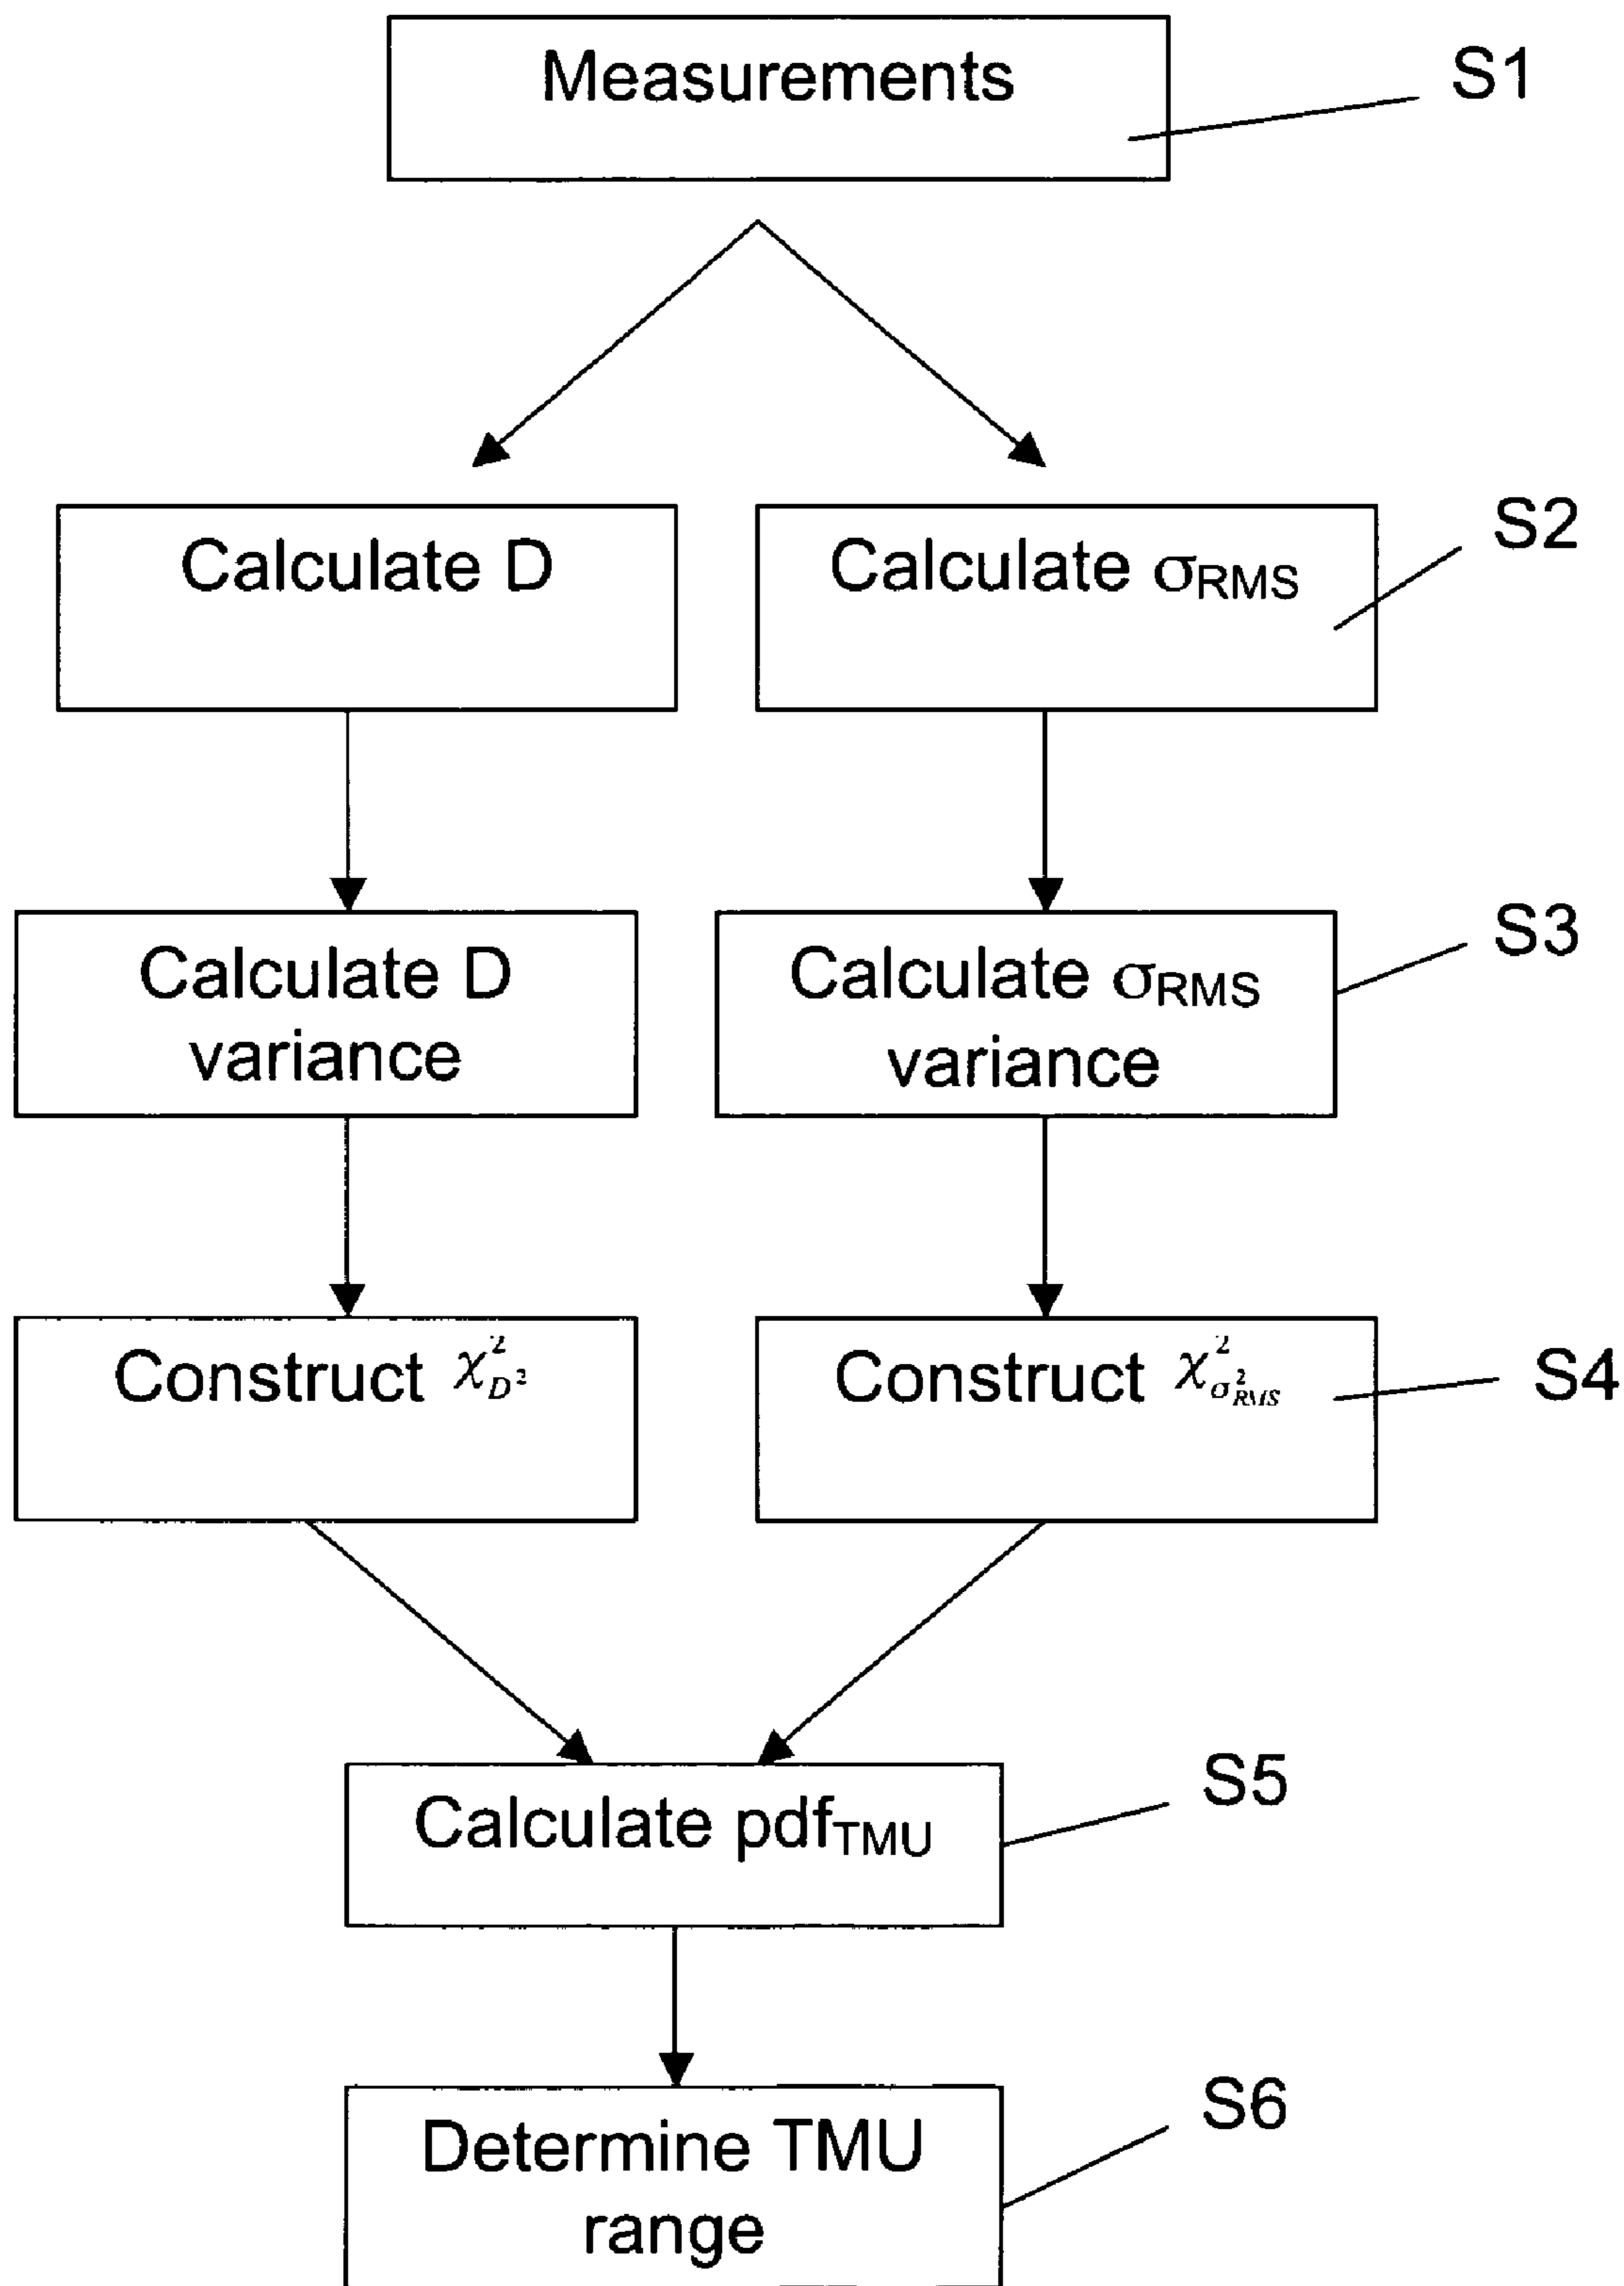 Measurements
S1
Calculate D
Calculate σRMS
S2
Calculate D
variance
Calculate σRMS
variance
S3
Construct χ²D²
Construct χ²σ²RMS
S4
Calculate pdfTMU
S5
Determine TMU
range
S6